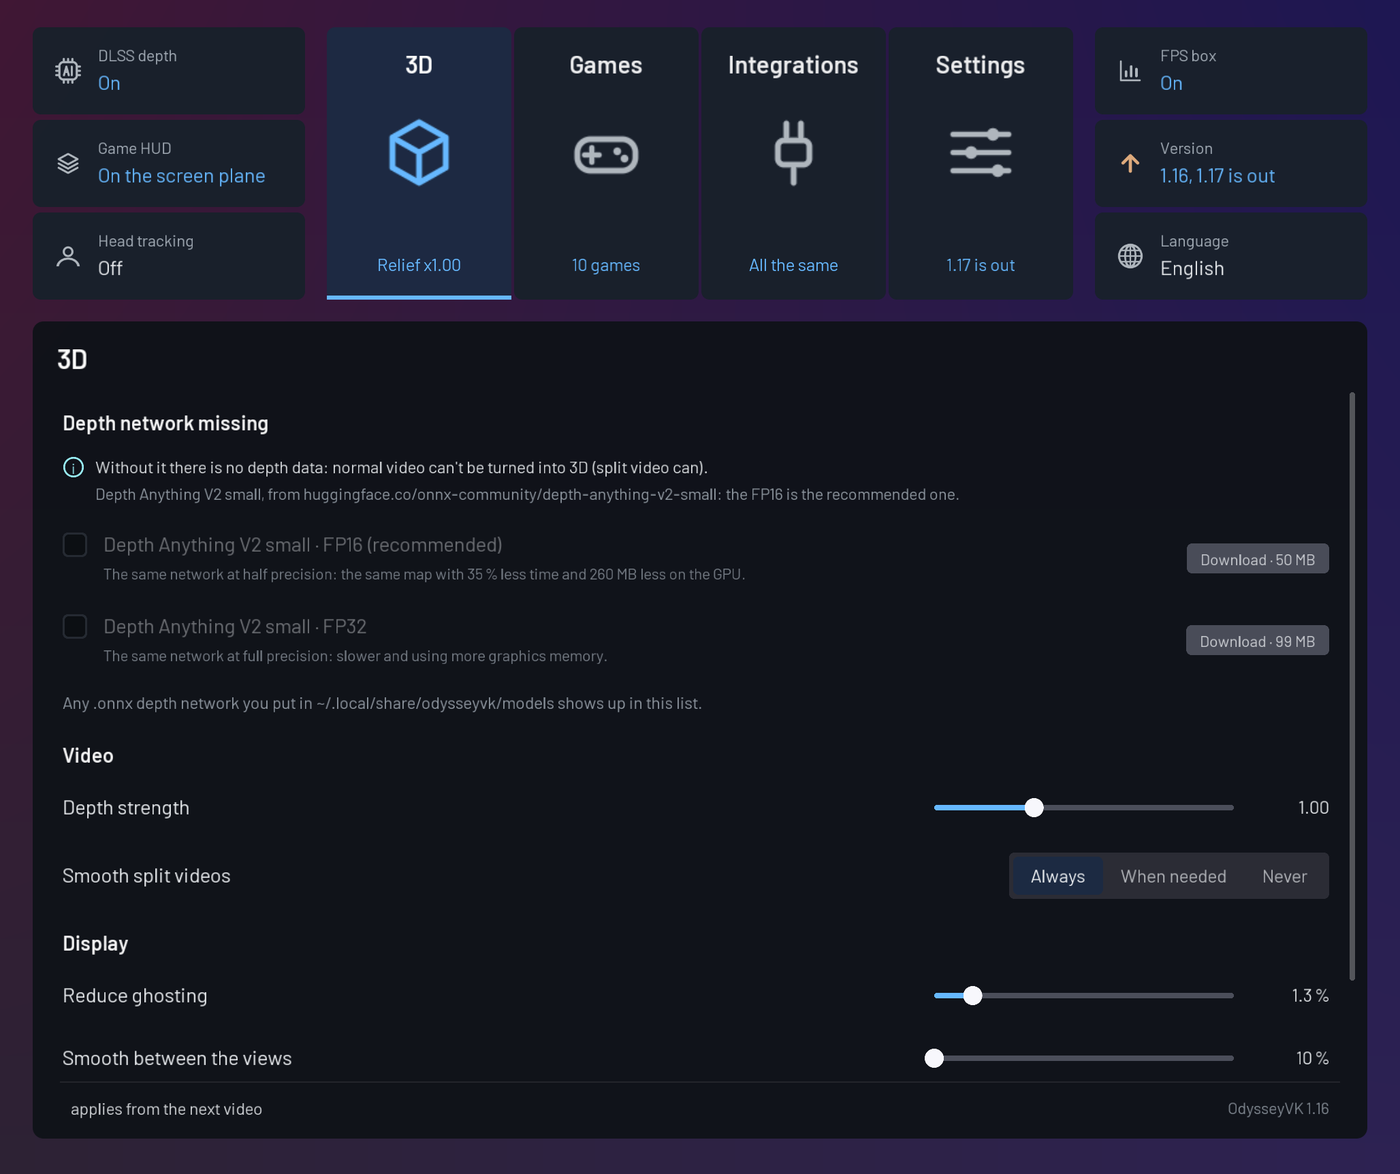 DLSS depth
On
Game HUD
On the screen plane
Head tracking
Off
3D
Relief x1.00
Games
10 games
Integrations
All the same
Settings
1.17 is out
FPS box
On
Version
1.16, 1.17 is out
Language
English
3D
Depth network missing
Without it there is no depth data: normal video can't be turned into 3D (split video can).
Depth Anything V2 small, from huggingface.co/onnx-community/depth-anything-v2-small: the FP16 is the recommended one.
Depth Anything V2 small · FP16 (recommended)
The same network at half precision: the same map with 35 % less time and 260 MB less on the GPU.
Download · 50 MB
Depth Anything V2 small · FP32
The same network at full precision: slower and using more graphics memory.
Download · 99 MB
Any .onnx depth network you put in ~/.local/share/odysseyvk/models shows up in this list.
Video
Depth strength 1.00
Smooth split videos Always When needed Never
Display
Reduce ghosting 1.3 %
Smooth between the views 10 %
applies from the next video OdysseyVK 1.16